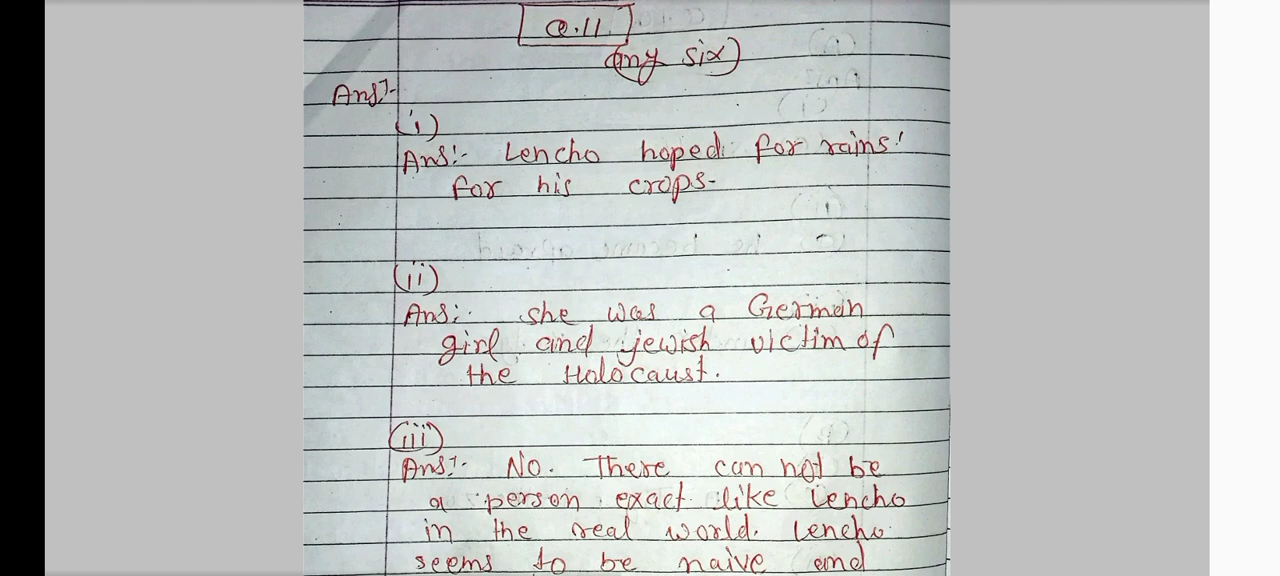 Q.11
(Any six)
Ans:-
(i)
Ans:- Lencho hoped for rains
for his crops-
(ii)
Ans:- she was a German
girl and jewish victim of
the Holocaust.
(iii)
Ans:- No. There can not be
a person exact like Lencho
in the real world. Lencho
seems to be naive and